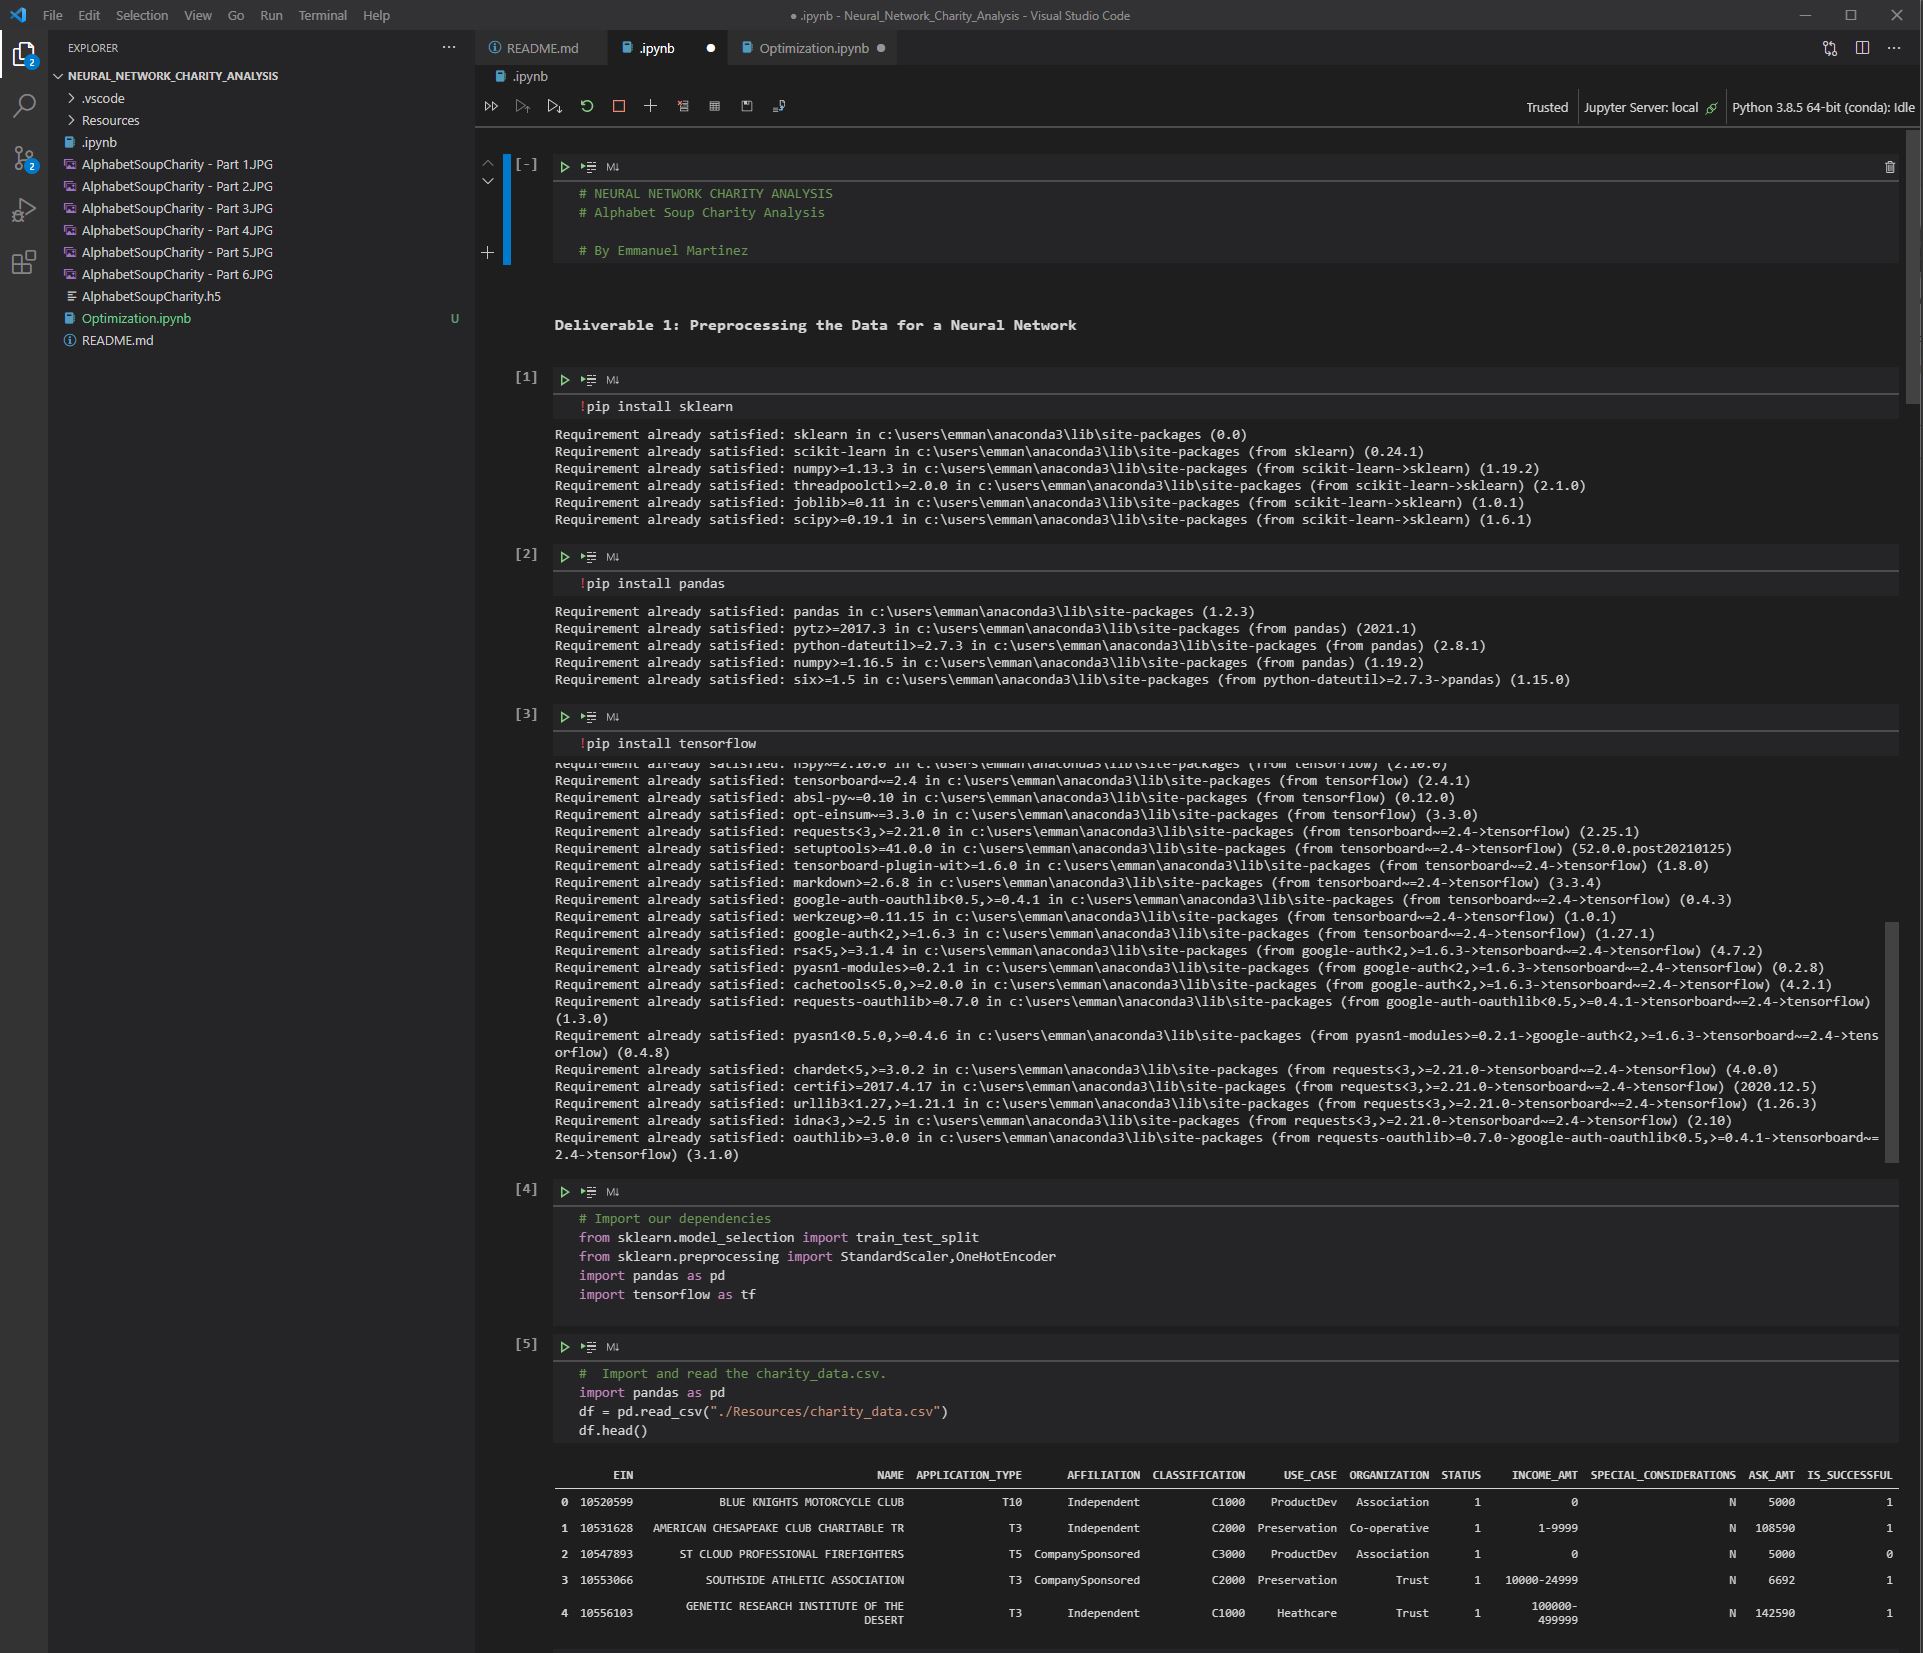 File Edit Selection View Go Run Terminal Help
● .ipynb - Neural_Network_Charity_Analysis - Visual Studio Code
EXPLORER
NEURAL_NETWORK_CHARITY_ANALYSIS
.vscode
Resources
.ipynb
AlphabetSoupCharity - Part 1.JPG
AlphabetSoupCharity - Part 2.JPG
AlphabetSoupCharity - Part 3.JPG
AlphabetSoupCharity - Part 4.JPG
AlphabetSoupCharity - Part 5.JPG
AlphabetSoupCharity - Part 6.JPG
AlphabetSoupCharity.h5
Optimization.ipynb U
README.md
2
2
README.md .ipynb ● Optimization.ipynb ●
.ipynb
Trusted Jupyter Server: local Python 3.8.5 64-bit (conda): Idle
[-] M↓
# NEURAL NETWORK CHARITY ANALYSIS
# Alphabet Soup Charity Analysis
# By Emmanuel Martinez
Deliverable 1: Preprocessing the Data for a Neural Network
[1] M↓
!pip install sklearn
Requirement already satisfied: sklearn in c:\users\emman\anaconda3\lib\site-packages (0.0)
Requirement already satisfied: scikit-learn in c:\users\emman\anaconda3\lib\site-packages (from sklearn) (0.24.1)
Requirement already satisfied: numpy>=1.13.3 in c:\users\emman\anaconda3\lib\site-packages (from scikit-learn->sklearn) (1.19.2)
Requirement already satisfied: threadpoolctl>=2.0.0 in c:\users\emman\anaconda3\lib\site-packages (from scikit-learn->sklearn) (2.1.0)
Requirement already satisfied: joblib>=0.11 in c:\users\emman\anaconda3\lib\site-packages (from scikit-learn->sklearn) (1.0.1)
Requirement already satisfied: scipy>=0.19.1 in c:\users\emman\anaconda3\lib\site-packages (from scikit-learn->sklearn) (1.6.1)
[2] M↓
!pip install pandas
Requirement already satisfied: pandas in c:\users\emman\anaconda3\lib\site-packages (1.2.3)
Requirement already satisfied: pytz>=2017.3 in c:\users\emman\anaconda3\lib\site-packages (from pandas) (2021.1)
Requirement already satisfied: python-dateutil>=2.7.3 in c:\users\emman\anaconda3\lib\site-packages (from pandas) (2.8.1)
Requirement already satisfied: numpy>=1.16.5 in c:\users\emman\anaconda3\lib\site-packages (from pandas) (1.19.2)
Requirement already satisfied: six>=1.5 in c:\users\emman\anaconda3\lib\site-packages (from python-dateutil>=2.7.3->pandas) (1.15.0)
[3] M↓
!pip install tensorflow
Requirement already satisfied: h5py~=2.10.0 in c:\users\emman\anaconda3\lib\site-packages (from tensorflow) (2.10.0)
Requirement already satisfied: tensorboard~=2.4 in c:\users\emman\anaconda3\lib\site-packages (from tensorflow) (2.4.1)
Requirement already satisfied: absl-py~=0.10 in c:\users\emman\anaconda3\lib\site-packages (from tensorflow) (0.12.0)
Requirement already satisfied: opt-einsum~=3.3.0 in c:\users\emman\anaconda3\lib\site-packages (from tensorflow) (3.3.0)
Requirement already satisfied: requests<3,>=2.21.0 in c:\users\emman\anaconda3\lib\site-packages (from tensorboard~=2.4->tensorflow) (2.25.1)
Requirement already satisfied: setuptools>=41.0.0 in c:\users\emman\anaconda3\lib\site-packages (from tensorboard~=2.4->tensorflow) (52.0.0.post20210125)
Requirement already satisfied: tensorboard-plugin-wit>=1.6.0 in c:\users\emman\anaconda3\lib\site-packages (from tensorboard~=2.4->tensorflow) (1.8.0)
Requirement already satisfied: markdown>=2.6.8 in c:\users\emman\anaconda3\lib\site-packages (from tensorboard~=2.4->tensorflow) (3.3.4)
Requirement already satisfied: google-auth-oauthlib<0.5,>=0.4.1 in c:\users\emman\anaconda3\lib\site-packages (from tensorboard~=2.4->tensorflow) (0.4.3)
Requirement already satisfied: werkzeug>=0.11.15 in c:\users\emman\anaconda3\lib\site-packages (from tensorboard~=2.4->tensorflow) (1.0.1)
Requirement already satisfied: google-auth<2,>=1.6.3 in c:\users\emman\anaconda3\lib\site-packages (from tensorboard~=2.4->tensorflow) (1.27.1)
Requirement already satisfied: rsa<5,>=3.1.4 in c:\users\emman\anaconda3\lib\site-packages (from google-auth<2,>=1.6.3->tensorboard~=2.4->tensorflow) (4.7.2)
Requirement already satisfied: pyasn1-modules>=0.2.1 in c:\users\emman\anaconda3\lib\site-packages (from google-auth<2,>=1.6.3->tensorboard~=2.4->tensorflow) (0.2.8)
Requirement already satisfied: cachetools<5.0,>=2.0.0 in c:\users\emman\anaconda3\lib\site-packages (from google-auth<2,>=1.6.3->tensorboard~=2.4->tensorflow) (4.2.1)
Requirement already satisfied: requests-oauthlib>=0.7.0 in c:\users\emman\anaconda3\lib\site-packages (from google-auth-oauthlib<0.5,>=0.4.1->tensorboard~=2.4->tensorflow)
(1.3.0)
Requirement already satisfied: pyasn1<0.5.0,>=0.4.6 in c:\users\emman\anaconda3\lib\site-packages (from pyasn1-modules>=0.2.1->google-auth<2,>=1.6.3->tensorboard~=2.4->tens
orflow) (0.4.8)
Requirement already satisfied: chardet<5,>=3.0.2 in c:\users\emman\anaconda3\lib\site-packages (from requests<3,>=2.21.0->tensorboard~=2.4->tensorflow) (4.0.0)
Requirement already satisfied: certifi>=2017.4.17 in c:\users\emman\anaconda3\lib\site-packages (from requests<3,>=2.21.0->tensorboard~=2.4->tensorflow) (2020.12.5)
Requirement already satisfied: urllib3<1.27,>=1.21.1 in c:\users\emman\anaconda3\lib\site-packages (from requests<3,>=2.21.0->tensorboard~=2.4->tensorflow) (1.26.3)
Requirement already satisfied: idna<3,>=2.5 in c:\users\emman\anaconda3\lib\site-packages (from requests<3,>=2.21.0->tensorboard~=2.4->tensorflow) (2.10)
Requirement already satisfied: oauthlib>=3.0.0 in c:\users\emman\anaconda3\lib\site-packages (from requests-oauthlib>=0.7.0->google-auth-oauthlib<0.5,>=0.4.1->tensorboard~=
2.4->tensorflow) (3.1.0)
[4] M↓
# Import our dependencies
from sklearn.model_selection import train_test_split
from sklearn.preprocessing import StandardScaler,OneHotEncoder
import pandas as pd
import tensorflow as tf
[5] M↓
#  Import and read the charity_data.csv.
import pandas as pd
df = pd.read_csv("./Resources/charity_data.csv")
df.head()
EIN NAME APPLICATION_TYPE AFFILIATION CLASSIFICATION USE_CASE ORGANIZATION STATUS INCOME_AMT SPECIAL_CONSIDERATIONS ASK_AMT IS_SUCCESSFUL
0 10520599 BLUE KNIGHTS MOTORCYCLE CLUB T10 Independent C1000 ProductDev Association 1 0 N 5000 1
1 10531628 AMERICAN CHESAPEAKE CLUB CHARITABLE TR T3 Independent C2000 Preservation Co-operative 1 1-9999 N 108590 1
2 10547893 ST CLOUD PROFESSIONAL FIREFIGHTERS T5 CompanySponsored C3000 ProductDev Association 1 0 N 5000 0
3 10553066 SOUTHSIDE ATHLETIC ASSOCIATION T3 CompanySponsored C2000 Preservation Trust 1 10000-24999 N 6692 1
4 10556103 GENETIC RESEARCH INSTITUTE OF THE DESERT T3 Independent C1000 Heathcare Trust 1 100000-499999 N 142590 1